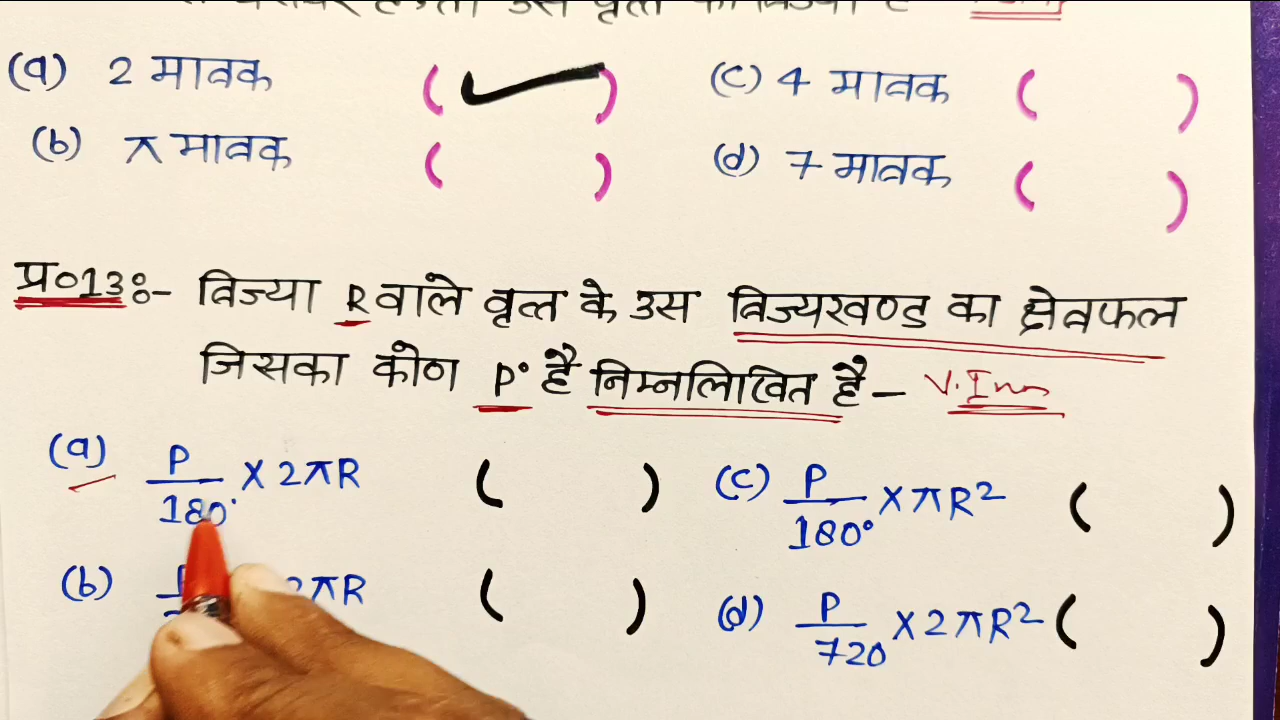 उस वृत्त की त्रिज्या है
(a) 2 मात्रक ( ✓ ) (c) 4 मात्रक ( )
(b) π मात्रक ( ) (d) 7 मात्रक ( )
प्र०13:- त्रिज्या R वाले वृत्त के उस त्रिज्यखण्ड का क्षेत्रफल
जिसका कोण P° है निम्नलिखित है – V. Imp
(a) P/180° × 2πR ( ) (c) P/180° × πR² ( )
(b) 2πR ( ) (d) P/720 × 2πR² ( )